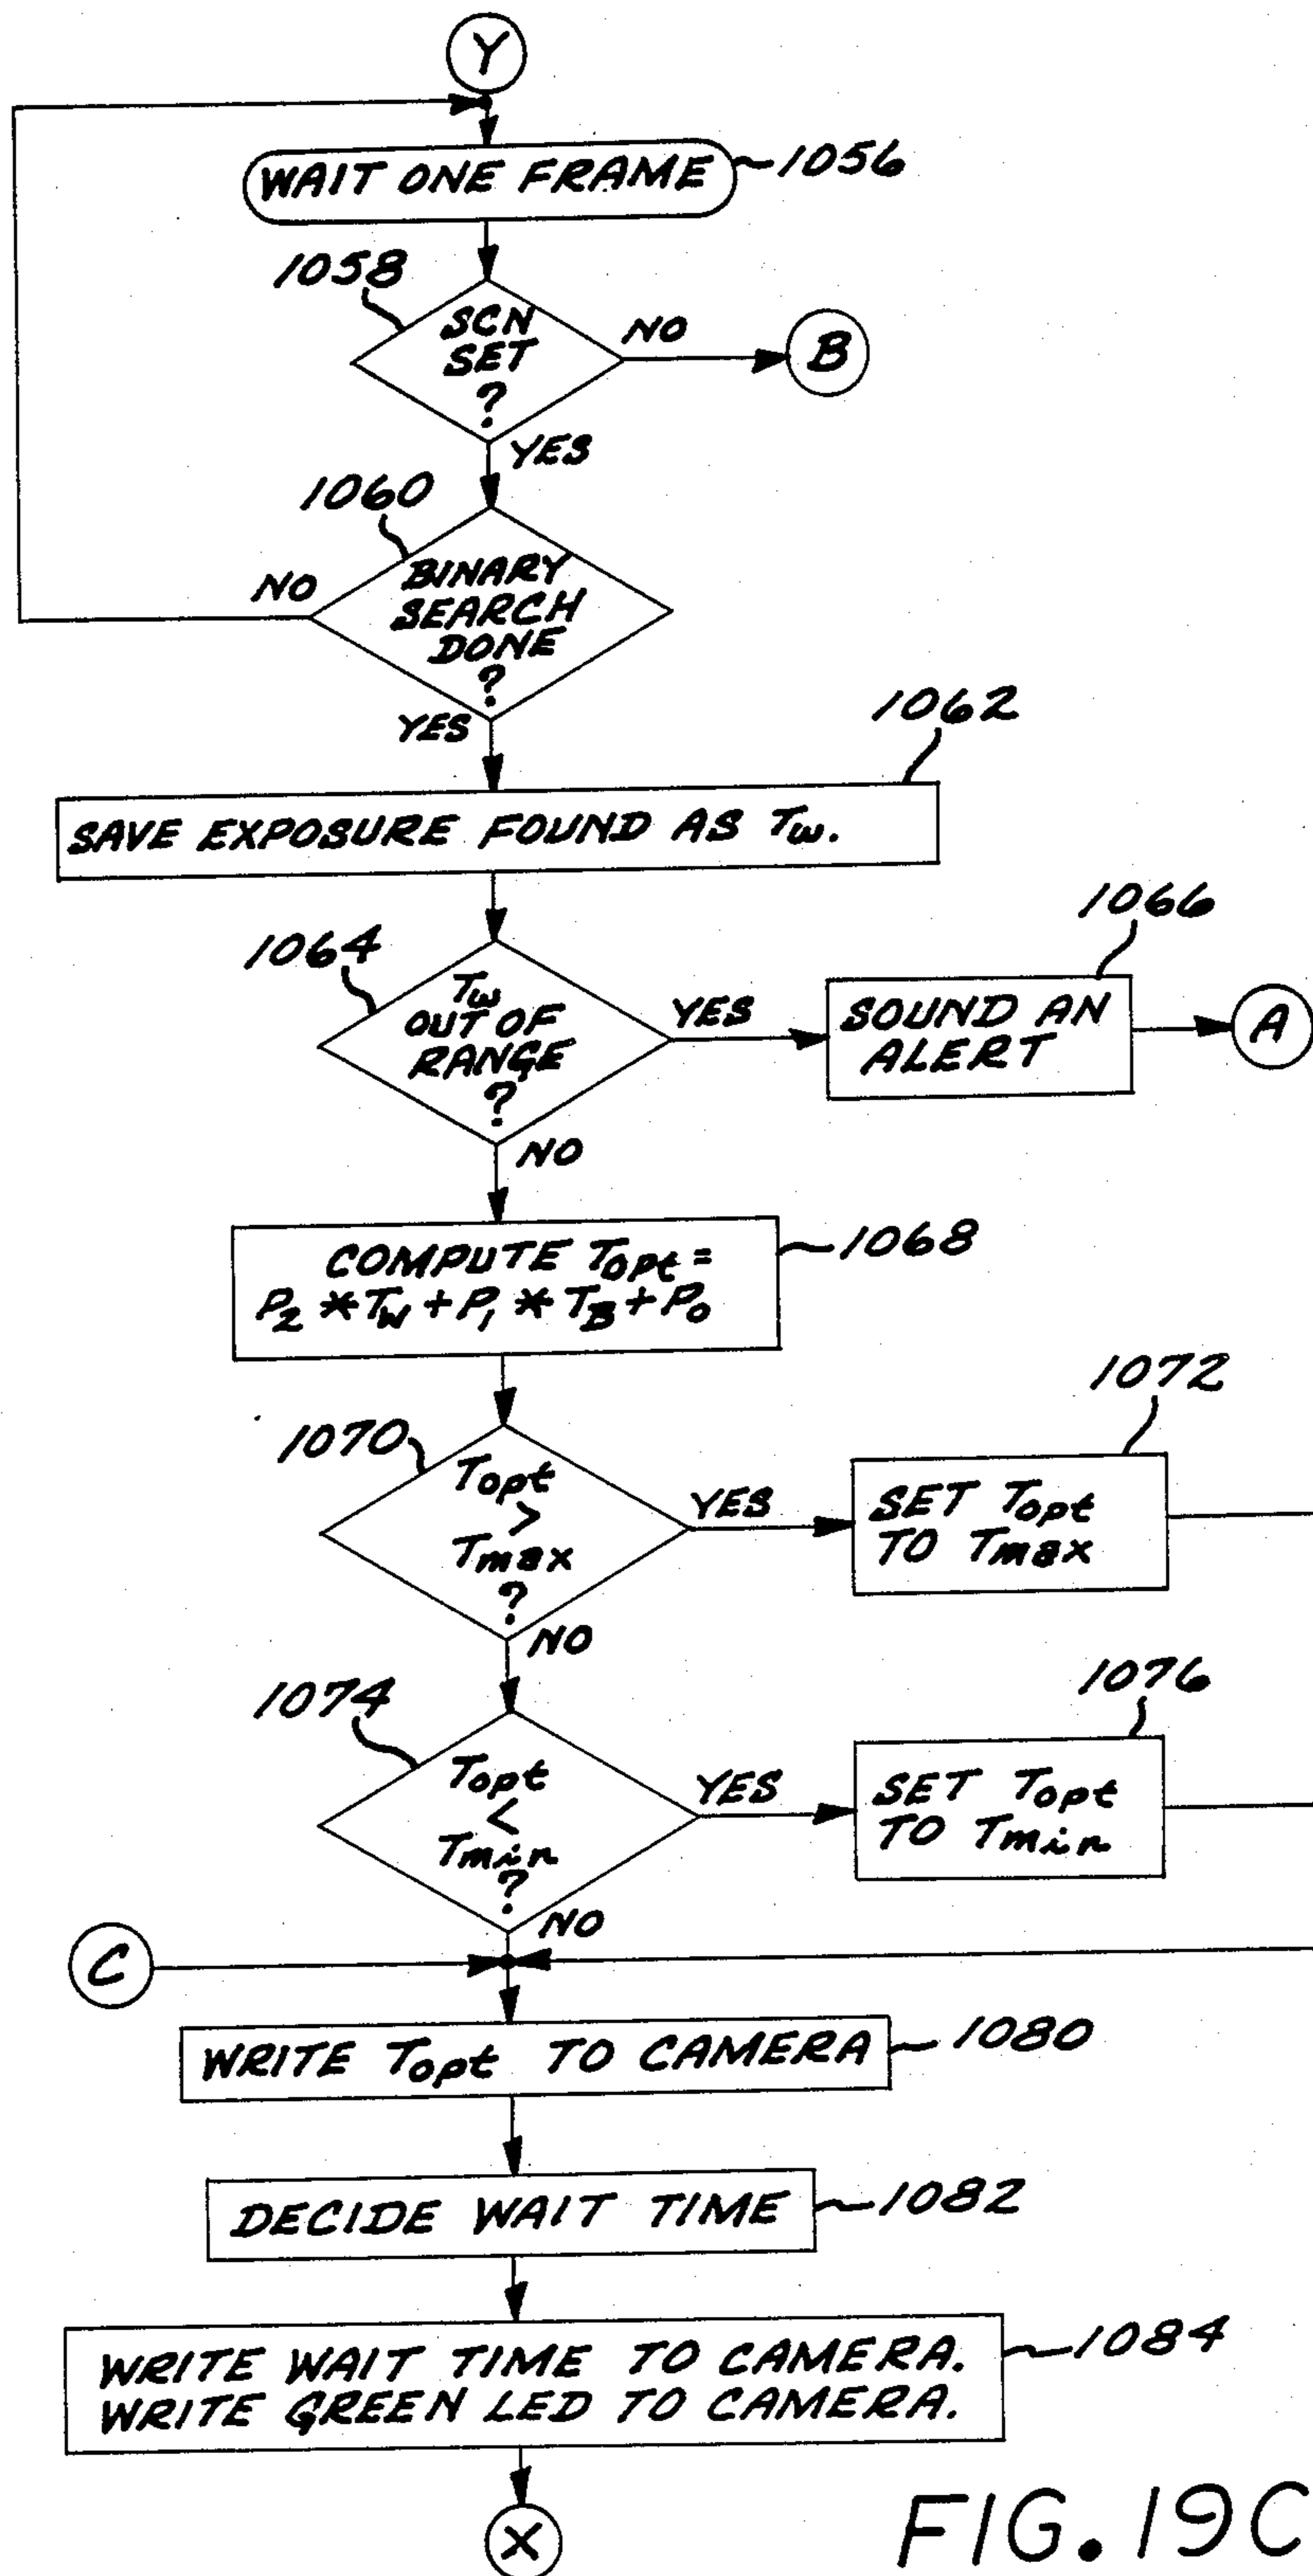 Y
WAIT ONE FRAME
1056
1058
SCN
SET
?
NO
B
YES
1060
BINARY
SEARCH
DONE
?
NO
YES
1062
SAVE EXPOSURE FOUND AS Tw.
1064
Tw
OUT OF
RANGE
?
YES
1066
SOUND AN
ALERT
A
NO
COMPUTE Topt =
P2 * TW + P1 * TB + P0
1068
1070
Topt
>
Tmax
?
YES
1072
SET Topt
TO Tmax
NO
1074
Topt
<
Tmin
?
YES
1076
SET Topt
TO Tmin
NO
C
WRITE Topt TO CAMERA
1080
DECIDE WAIT TIME
1082
WRITE WAIT TIME TO CAMERA.
WRITE GREEN LED TO CAMERA.
1084
X
FIG. 19C